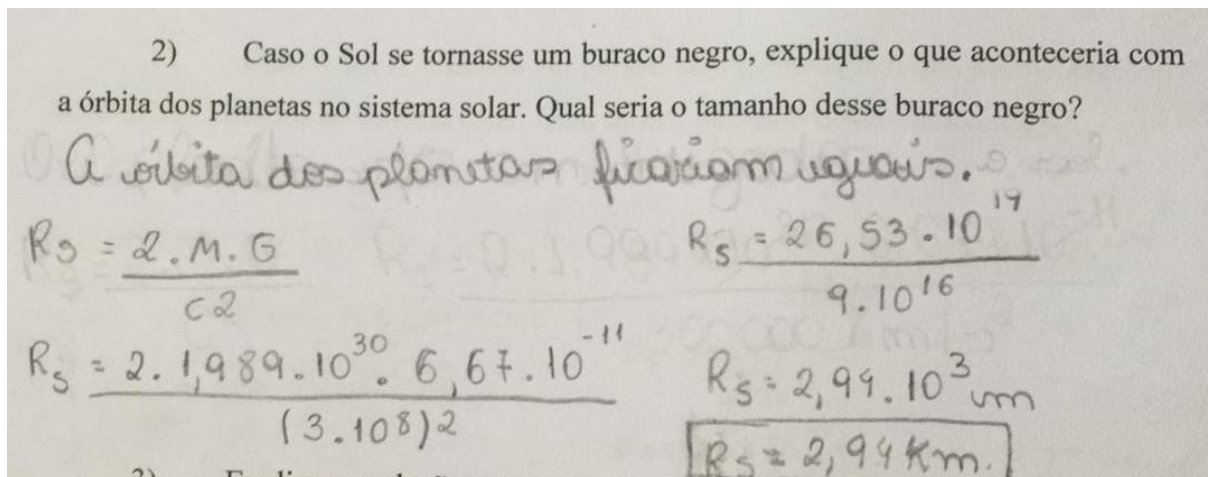 2) Caso o Sol se tornasse um buraco negro, explique o que aconteceria com
a órbita dos planetas no sistema solar. Qual seria o tamanho desse buraco negro?
A órbita dos planetas ficariam iguais.
Rs = 2.M.G
c2
Rs = 2. 1,989.10^30. 6,67.10^-11
(3.10^8)2
Rs = 26,53.10^19
9.10^16
Rs = 2,94.10^3 m
Rs = 2,94 Km.